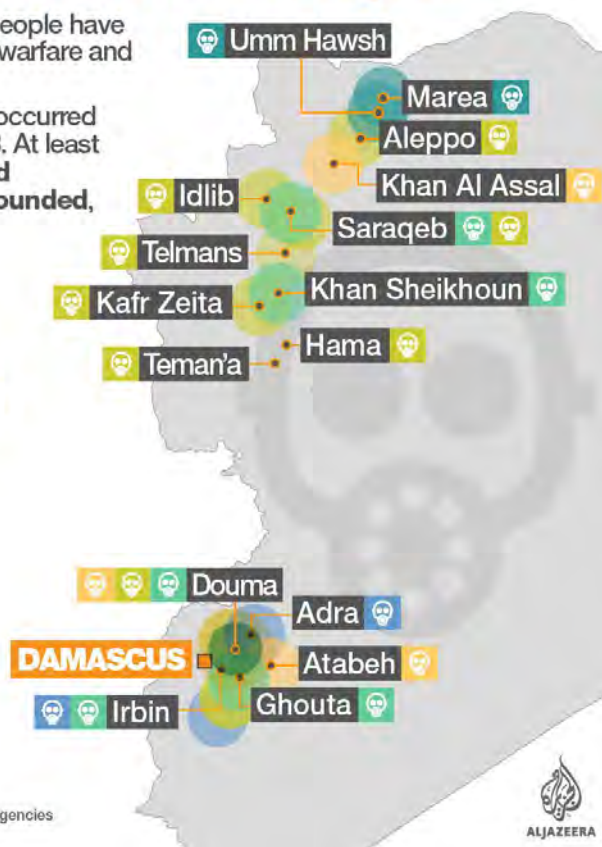 eople have
warfare and
occurred
. At least
d
ounded,
Umm Hawsh
Marea
Aleppo
Khan Al Assal
Idlib
Saraqeb
Telmans
Khan Sheikhoun
Kafr Zeita
Hama
Teman'a
Douma
Adra
DAMASCUS
Atabeh
Irbin
Ghouta
gencies
ALJAZEERA